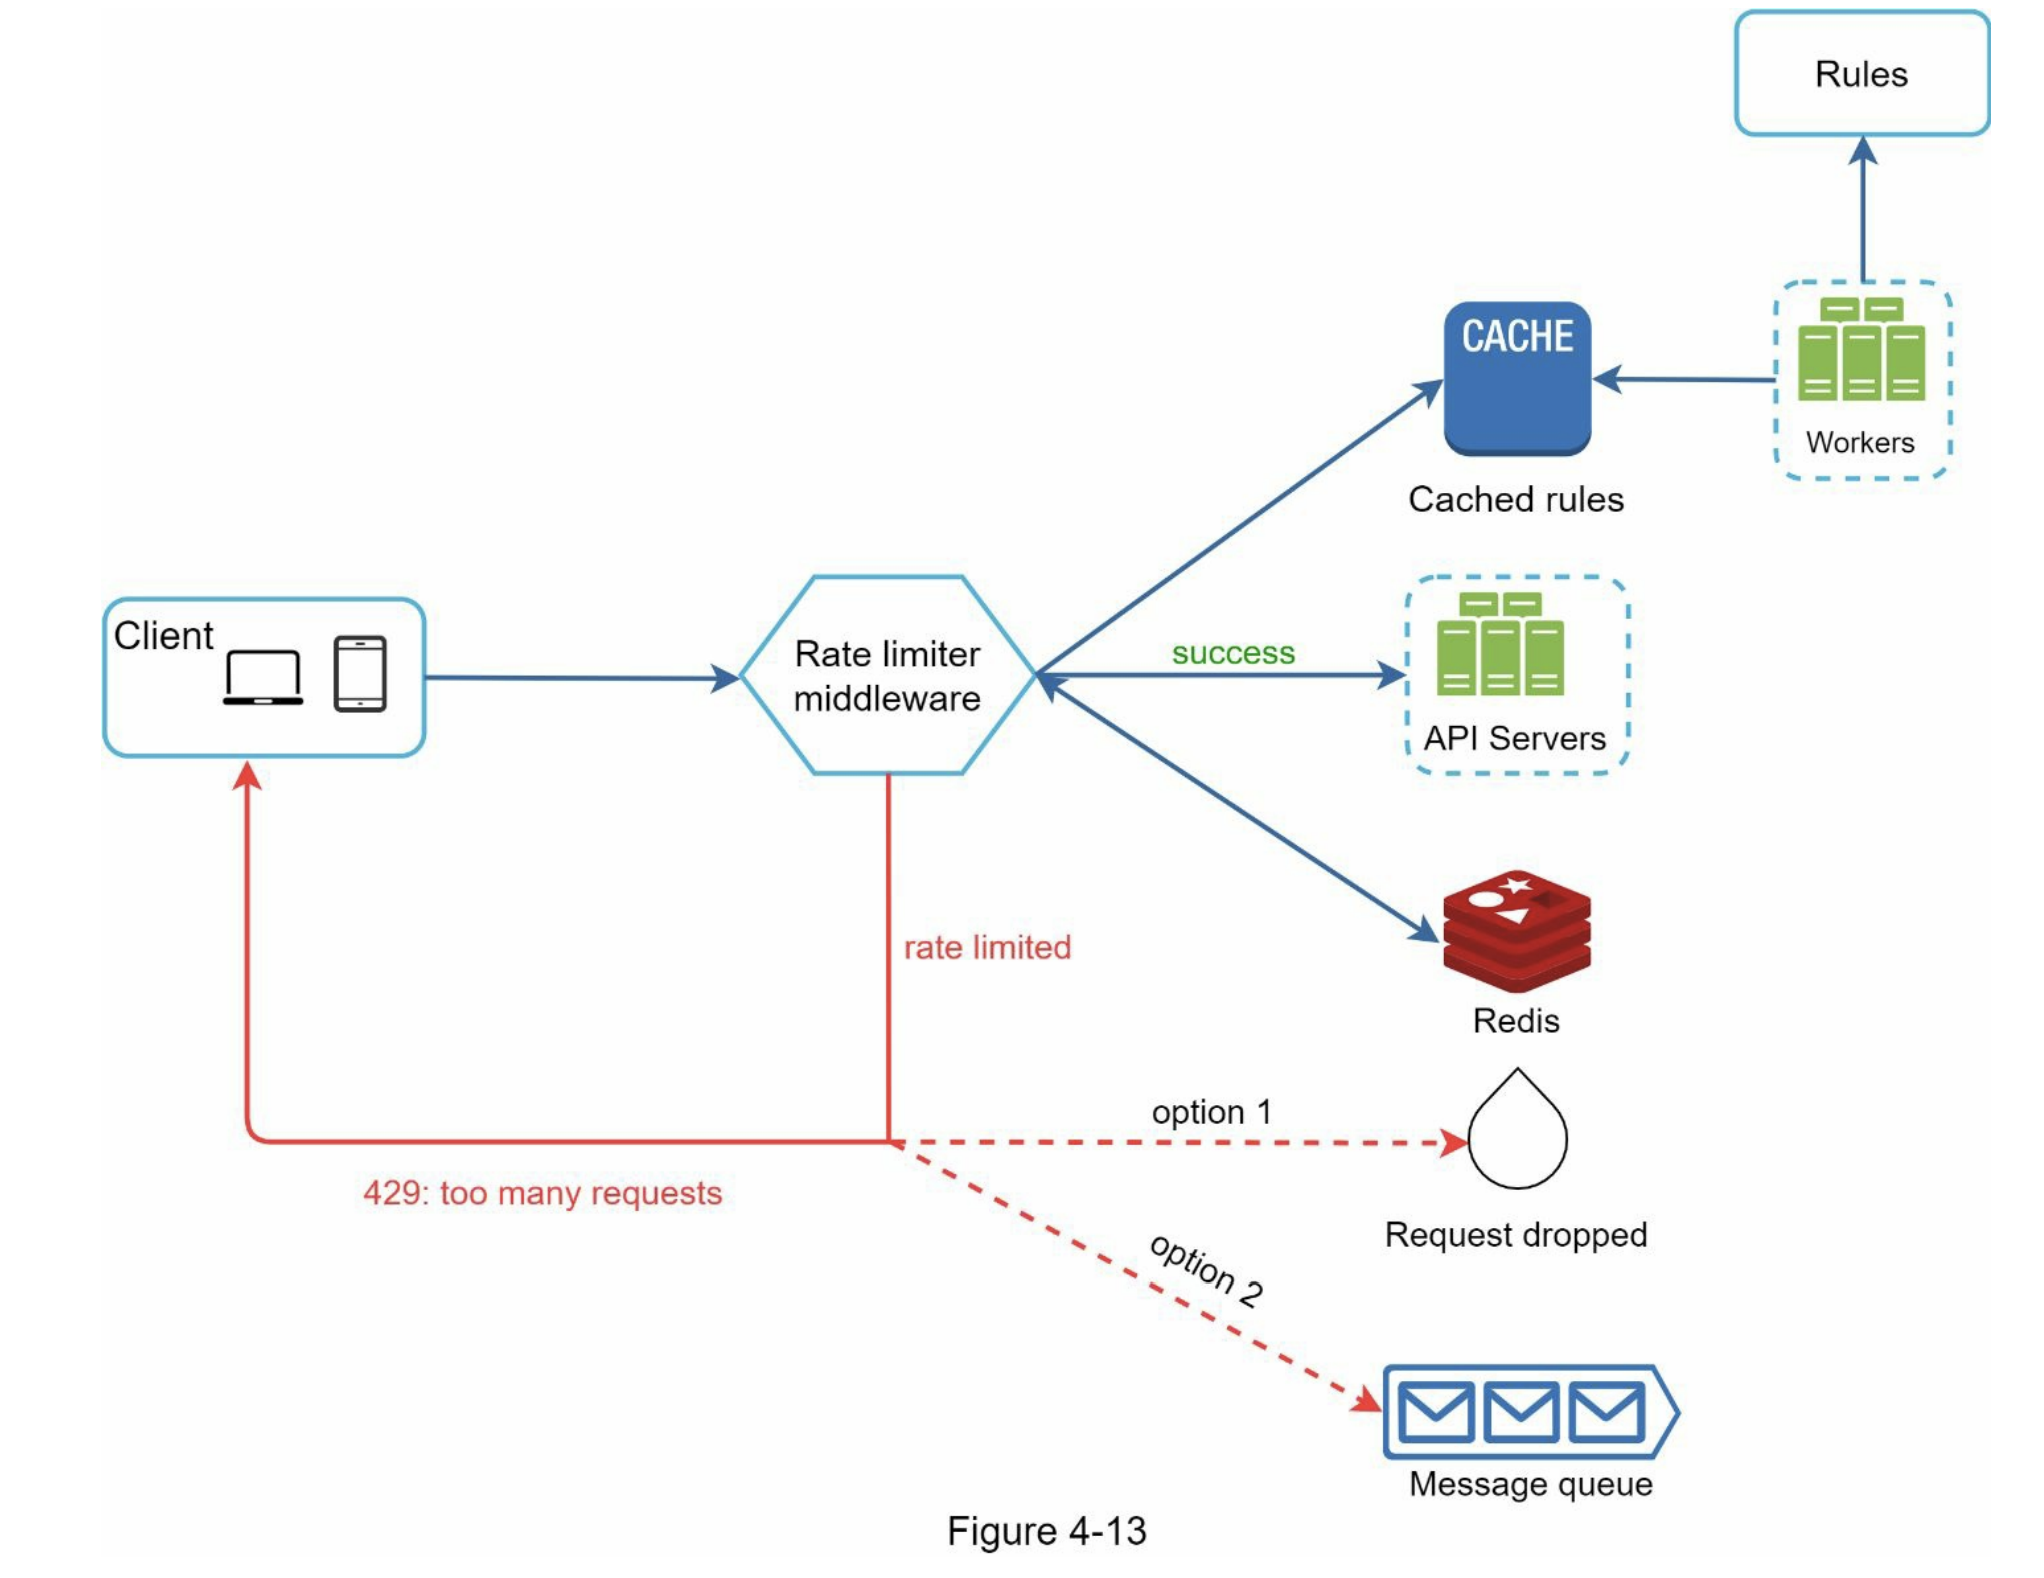 Rules
CACHE
Workers
Cached rules
Client
Rate limiter
middleware
success
API Servers
rate limited
Redis
option 1
429: too many requests
Request dropped
option 2
Message queue
Figure 4-13